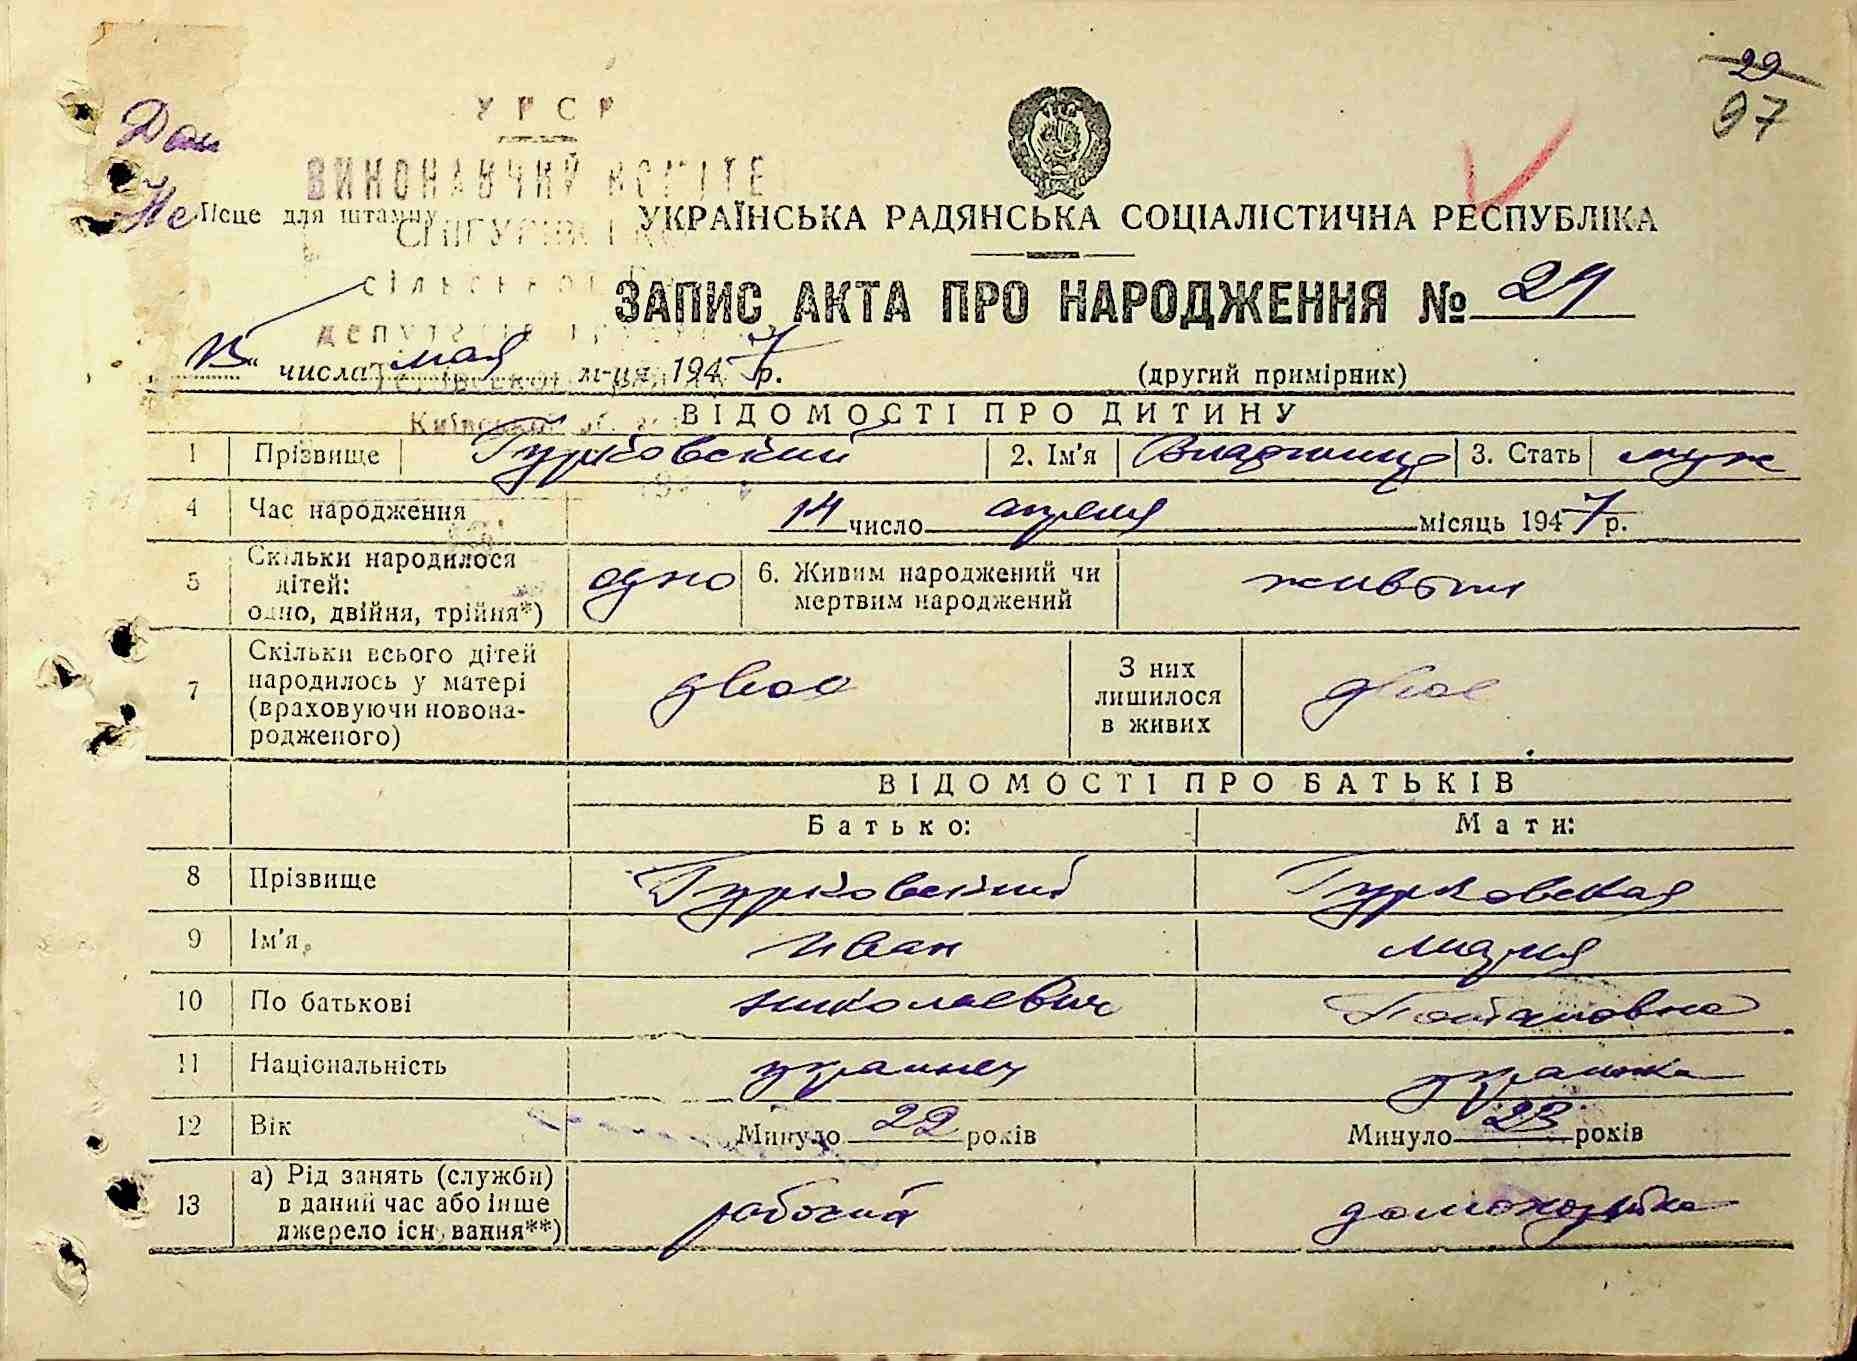 29
97
УРСР
ВИКОНАВЧИЙ КОМІТЕ
Місце для штампу
УКРАЇНСЬКА РАДЯНСЬКА СОЦІАЛІСТИЧНА РЕСПУБЛІКА
сільської
ЗАПИС АКТА ПРО НАРОДЖЕННЯ № 29
депутатів
числа мая м-ця 1947 р.
(другий примірник)
ВІДОМОСТІ ПРО ДИТИНУ
1 Прізвище Гурковский 2. Ім'я Владимир 3. Стать муж
4 Час народження 14 число апреля місяць 1947 р.
5 Скільки народилося дітей: одно, двійня, трійня*) одно 6. Живим народжений чи мертвим народжений живым
7 Скільки всього дітей народилось у матері (враховуючи новонародженого) двое З них лишилося в живих двое
ВІДОМОСТІ ПРО БАТЬКІВ
Батько: Мати:
8 Прізвище Гурковский Гурковская
9 Ім'я Иван Мария
10 По батькові Николаевич Потаповна
11 Національність украинец украинка
12 Вік Минуло 22 років Минуло 23 років
13 а) Рід занять (служби) в даний час або інше джерело існування**) рабочий домохозяйка